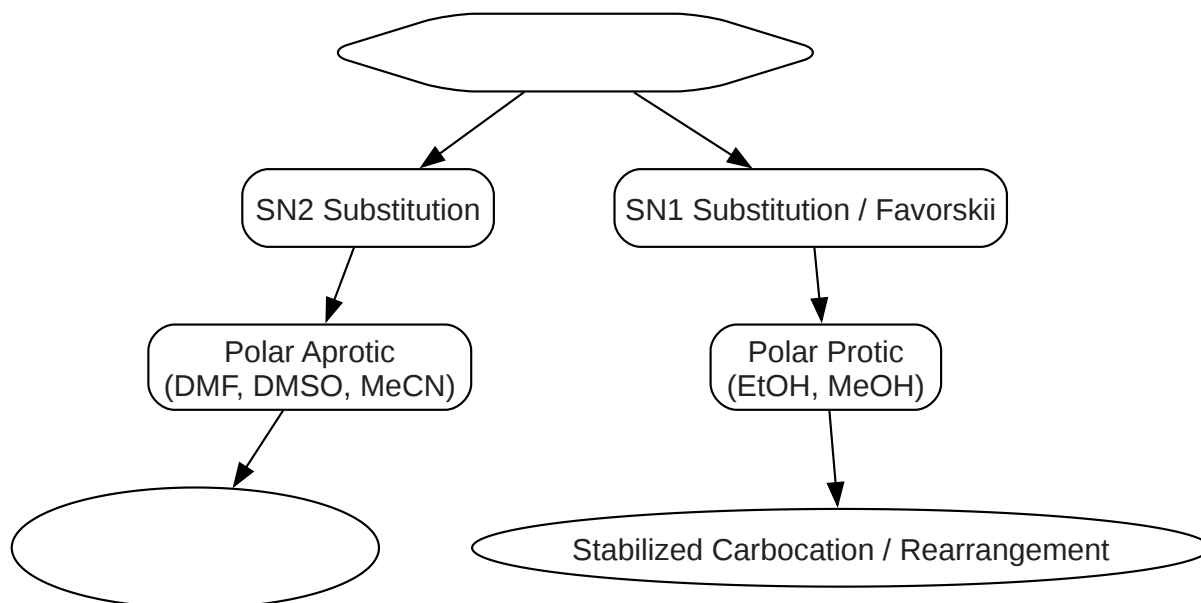 SN2 Substitution
SN1 Substitution / Favorskii
Polar Aprotic
(DMF, DMSO, MeCN)
Polar Protic
(EtOH, MeOH)
Stabilized Carbocation / Rearrangement